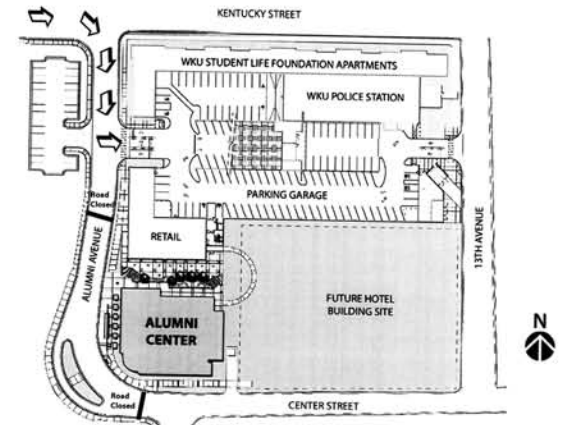 KENTUCKY STREET
WKU STUDENT LIFE FOUNDATION APARTMENTS
WKU POLICE STATION
PARKING GARAGE
Road
Closed
RETAIL
ALUMNI AVENUE
13TH AVENUE
FUTURE HOTEL
BUILDING SITE
ALUMNI
CENTER
N
Road
Closed
CENTER STREET